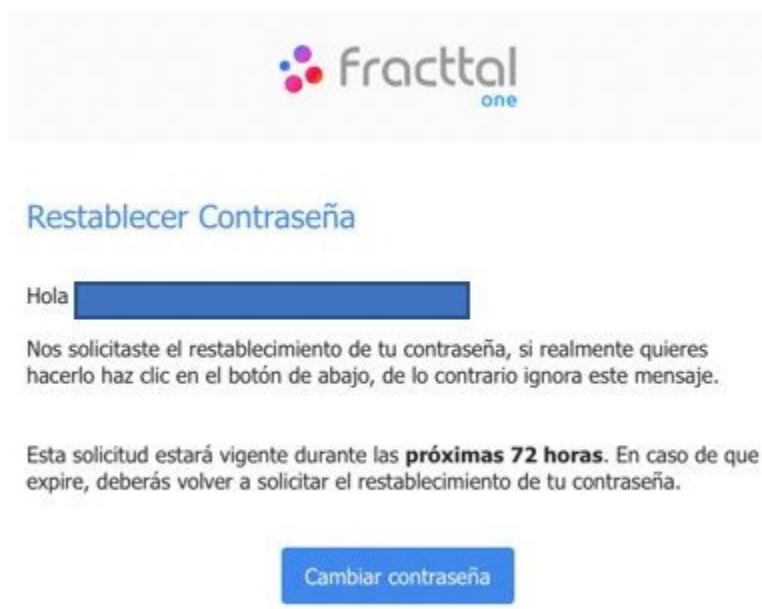 fracttal
one
Restablecer Contraseña
Hola
Nos solicitaste el restablecimiento de tu contraseña, si realmente quieres
hacerlo haz clic en el botón de abajo, de lo contrario ignora este mensaje.
Esta solicitud estará vigente durante las próximas 72 horas. En caso de que
expire, deberás volver a solicitar el restablecimiento de tu contraseña.
Cambiar contraseña